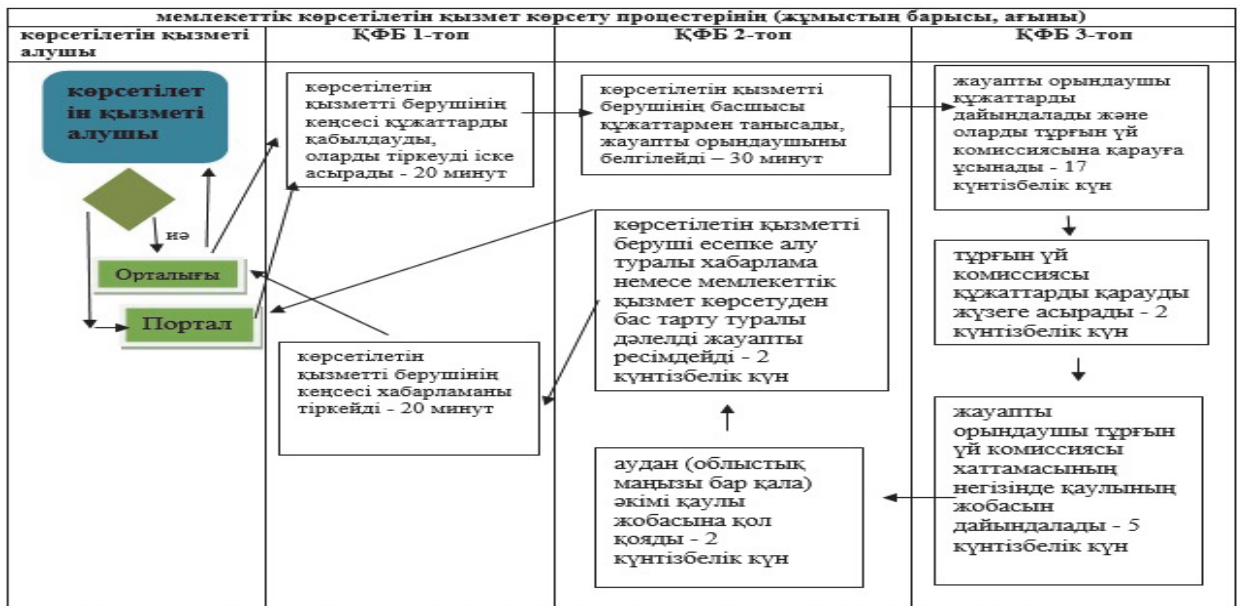 мемлекеттік көрсетілетін қызмет көрсету процестерінің (жұмыстың барысы, ағыны)
көрсетілетін қызметі
алушы
ҚФБ 1-топ
ҚФБ 2-топ
ҚФБ 3-топ
көрсетілет
ін қызметі
алушы
иә
Орталығы
Портал
көрсетілетін
қызметті берушінің
кеңсесі құжаттарды
қабылдауды,
оларды тіркеуді іске
асырады - 20 минут
көрсетілетін
қызметті берушінің
кеңсесі хабарламаны
тіркейді - 20 минут
көрсетілетін қызметті
берушінің басшысы
құжаттармен танысады,
жауапты орындаушыны
белгілейді – 30 минут
көрсетілетін қызметті
беруші есепке алу
туралы хабарлама
немесе мемлекеттік
қызмет көрсетуден
бас тарту туралы
дәлелді жауапты
ресімдейді - 2
күнтізбелік күн
аудан (облыстық
маңызы бар қала)
әкімі қаулы
жобасына қол
қояды - 2
күнтізбелік күн
жауапты орындаушы
құжаттарды
дайындалады және
оларды тұрғын үй
комиссиясына қарауға
ұсынады - 17
күнтізбелік күн
тұрғын үй
комиссиясы
құжаттарды қарауды
жүзеге асырады - 2
күнтізбелік күн
жауапты
орындаушы тұрғын
үй комиссиясы
хаттамасының
негізінде қаулының
жобасын
дайындалады - 5
күнтізбелік күн